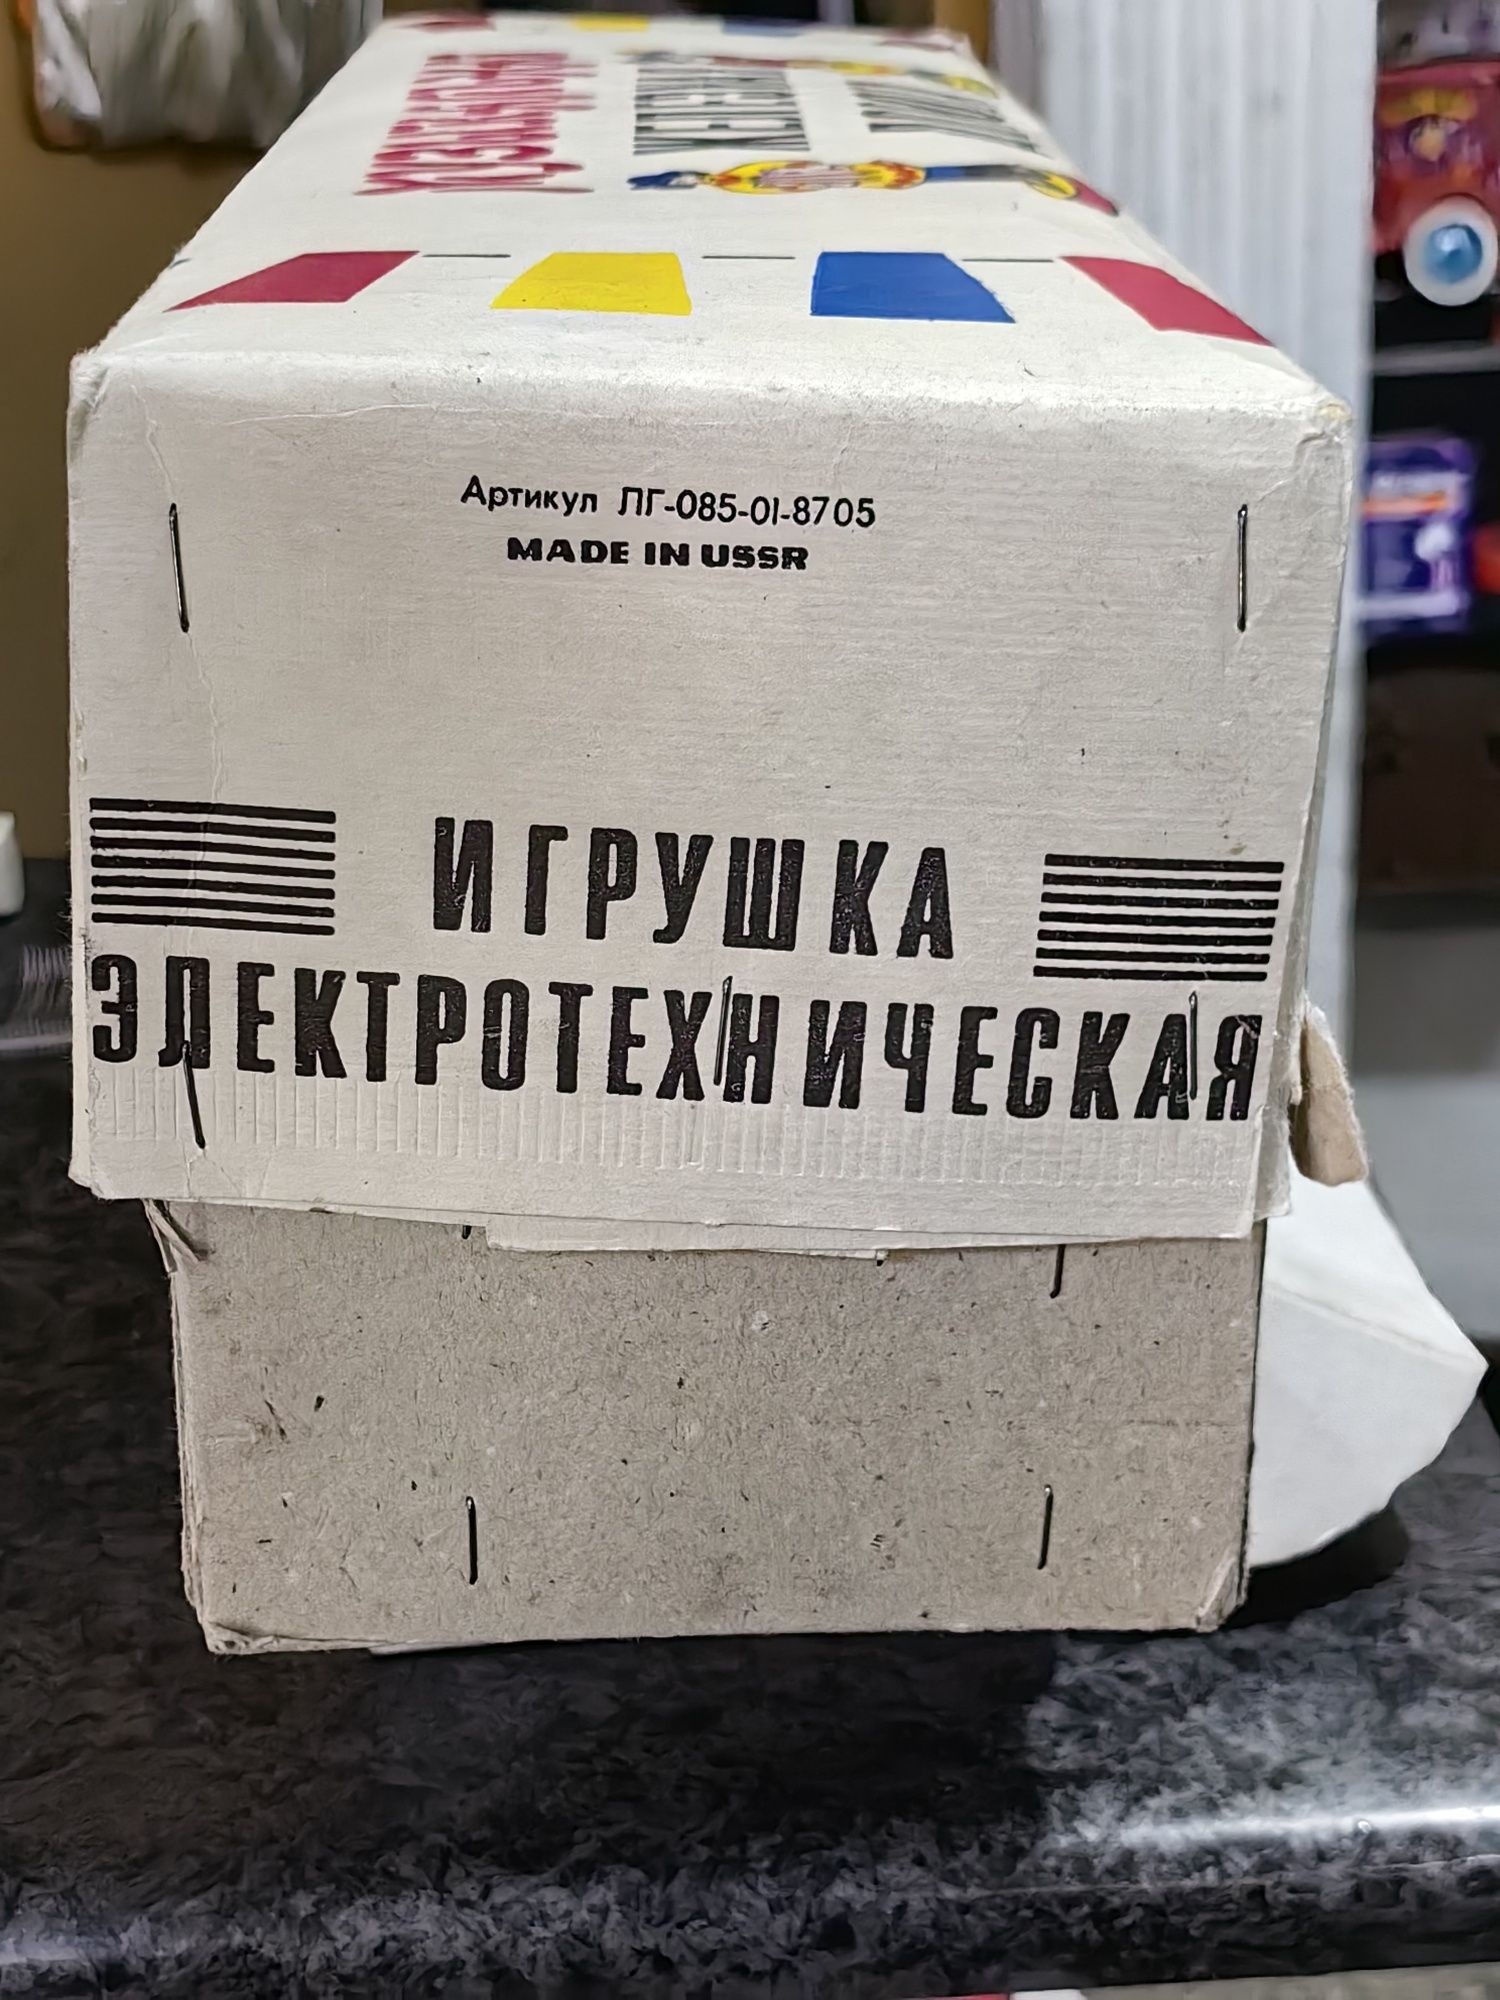 Артикул ЛГ-085-01-8705
MADE IN USSR
ИГРУШКА
ЭЛЕКТРОТЕХНИЧЕСКАЯ